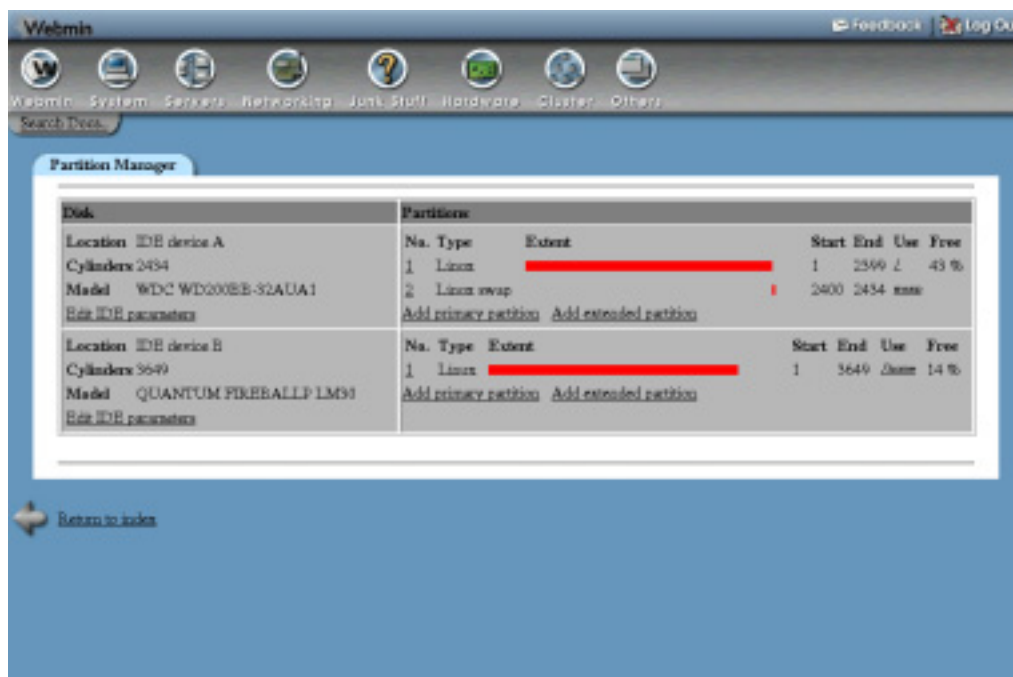 Webmin
Feedback | Log Ou
Webmin System Servers Networking Junk Stuff Hardware Cluster Others
Search Docs..
Partition Manager
Disk Partitions
Location IDE device A
Cylinders 2434
Model WDC WD200BB-32AUA1
Edit IDE parameters
No. Type Extent Start End Use Free
1 Linux 1 2399 / 43 %
2 Linux swap 2400 2434
Add primary partition Add extended partition
Location IDE device B
Cylinders 3649
Model QUANTUM FIREBALLP LM30
Edit IDE parameters
No. Type Extent Start End Use Free
1 Linux 1 3649 /home 14 %
Add primary partition Add extended partition
Return to index